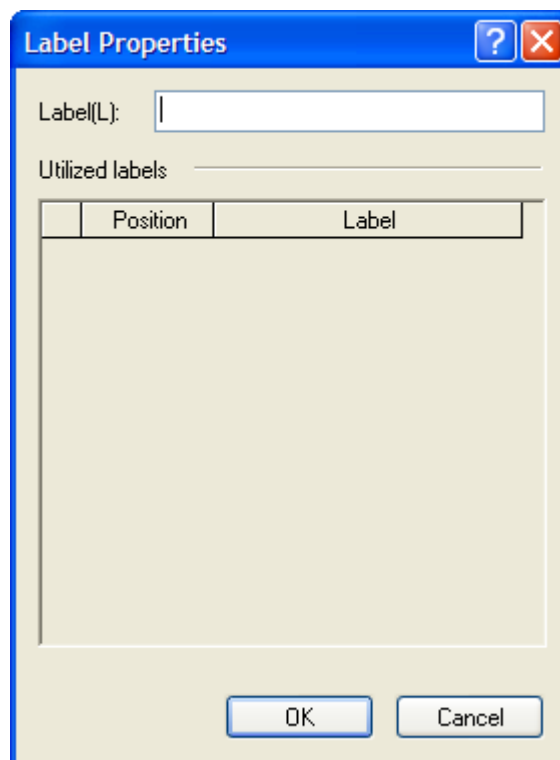 Label Properties
?
Label(L):
Utilized labels
Position Label
OK Cancel